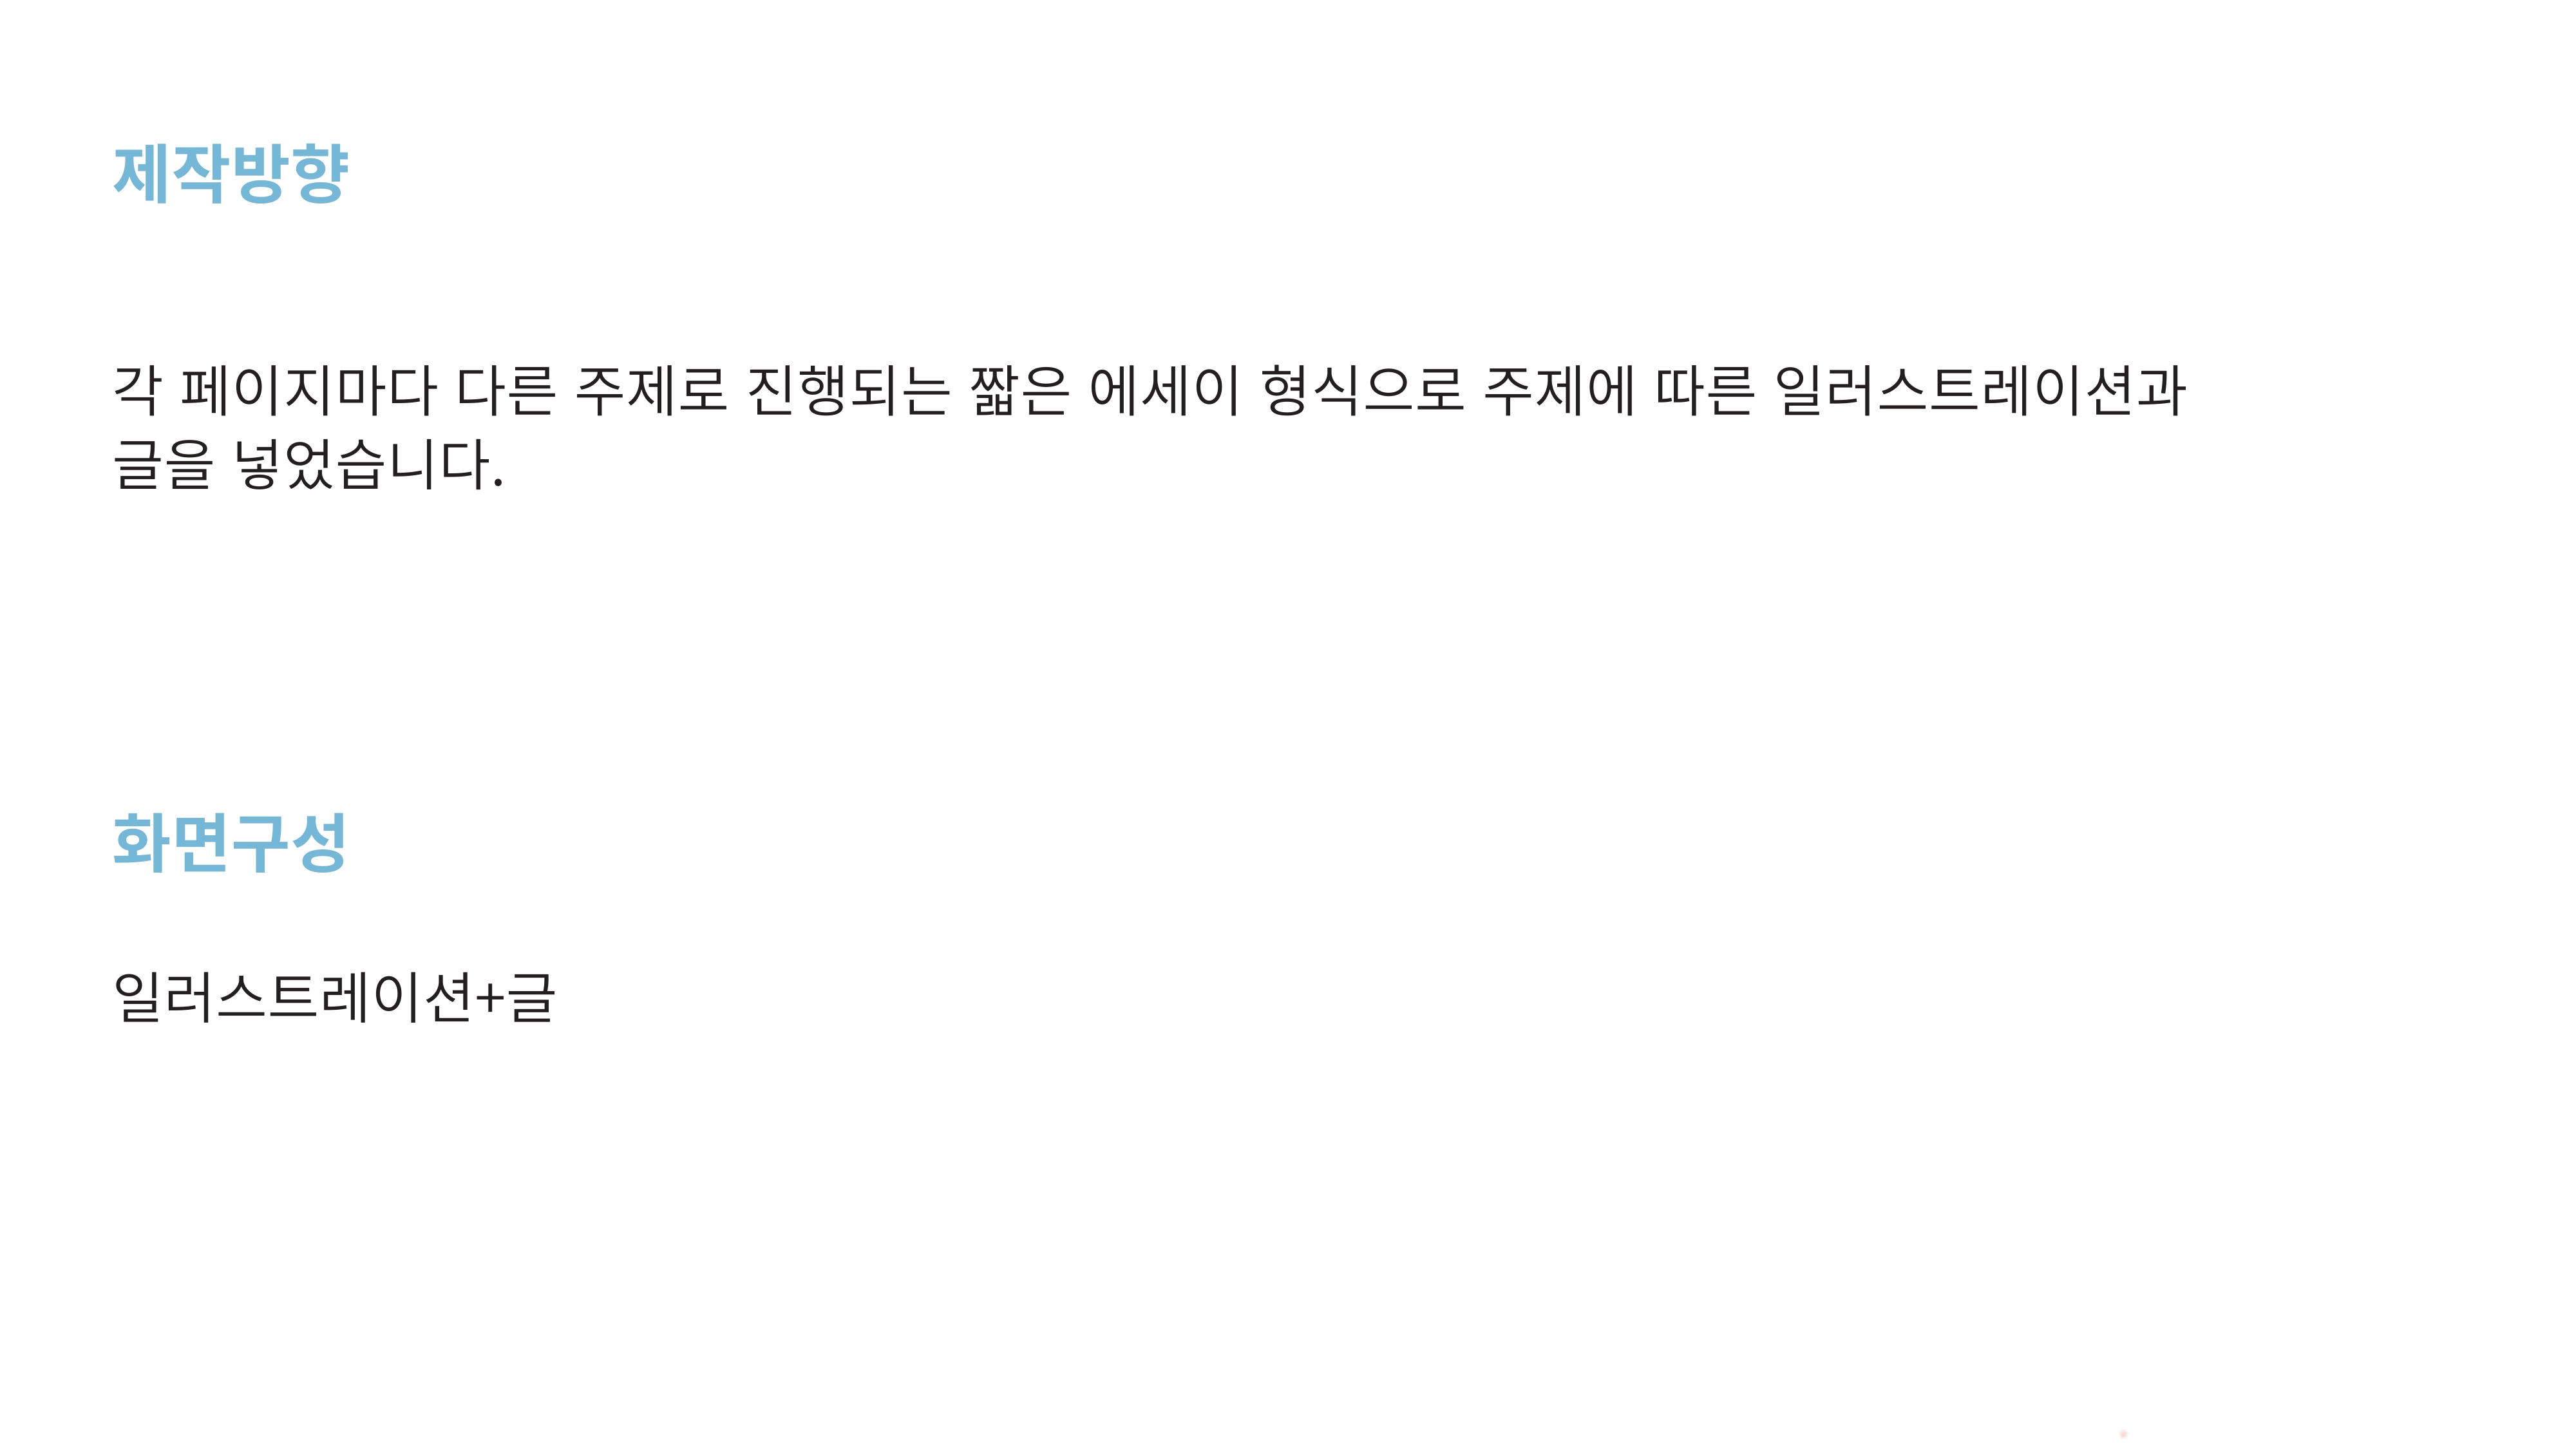 제작방향
각 페이지마다 다른 주제로 진행되는 짧은 에세이 형식으로 주제에 따른 일러스트레이션과
글을 넣었습니다.
화면구성
일러스트레이션+글